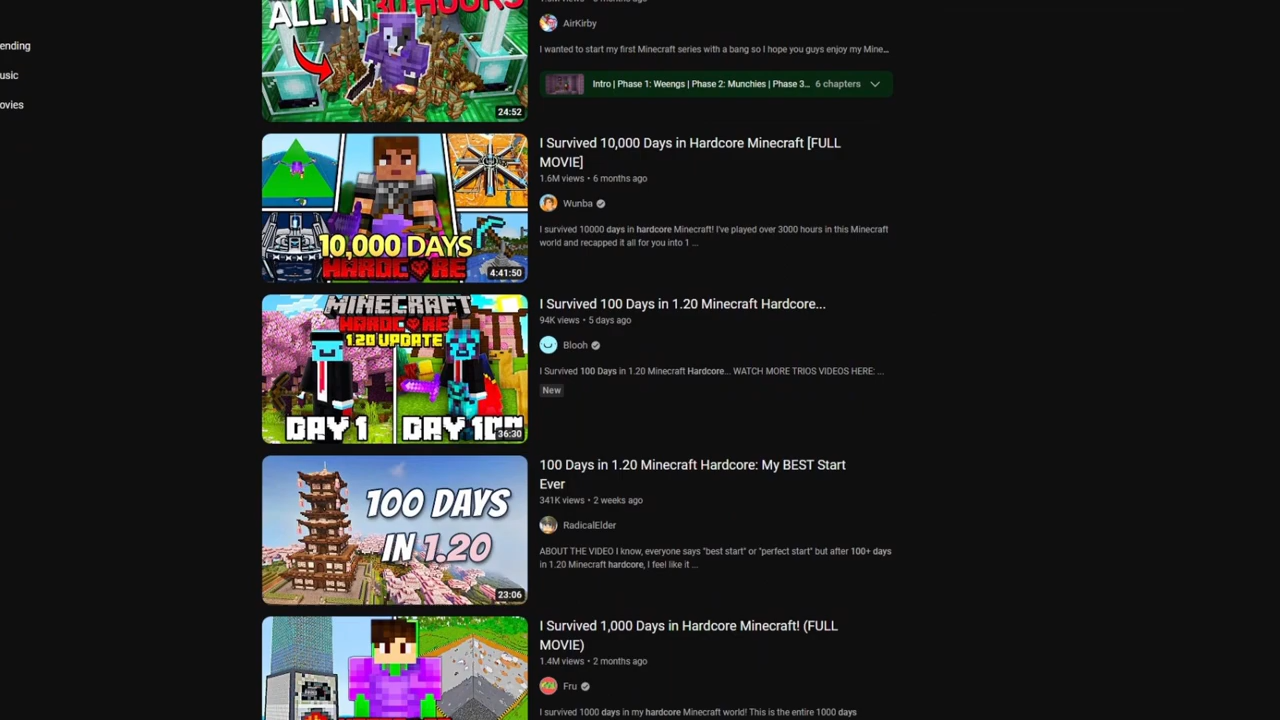 ALL IN 30 HOURS
24:52
AirKirby
I wanted to start my first Minecraft series with a bang so I hope you guys enjoy my Mine...
Intro | Phase 1: Weengs | Phase 2: Munchies | Phase 3... 6 chapters
ending
usic
ovies
10,000 DAYS
HARDCORE
4:41:50
I Survived 10,000 Days in Hardcore Minecraft [FULL
MOVIE]
1.6M views • 6 months ago
Wunba
I survived 10000 days in hardcore Minecraft! I've played over 3000 hours in this Minecraft
world and recapped it all for you into 1 ...
MINECRAFT
HARDCORE
1.20 UPDATE
DAY 1
DAY 100
36:30
I Survived 100 Days in 1.20 Minecraft Hardcore...
94K views • 5 days ago
Blooh
I Survived 100 Days in 1.20 Minecraft Hardcore... WATCH MORE TRIOS VIDEOS HERE: ...
New
100 DAYS
IN 1.20
23:06
100 Days in 1.20 Minecraft Hardcore: My BEST Start
Ever
341K views • 2 weeks ago
RadicalElder
ABOUT THE VIDEO I know, everyone says "best start" or "perfect start" but after 100+ days
in 1.20 Minecraft hardcore, I feel like it ...
I Survived 1,000 Days in Hardcore Minecraft! (FULL
MOVIE)
1.4M views • 2 months ago
Fru
I survived 1000 days in my hardcore Minecraft world! This is the entire 1000 days